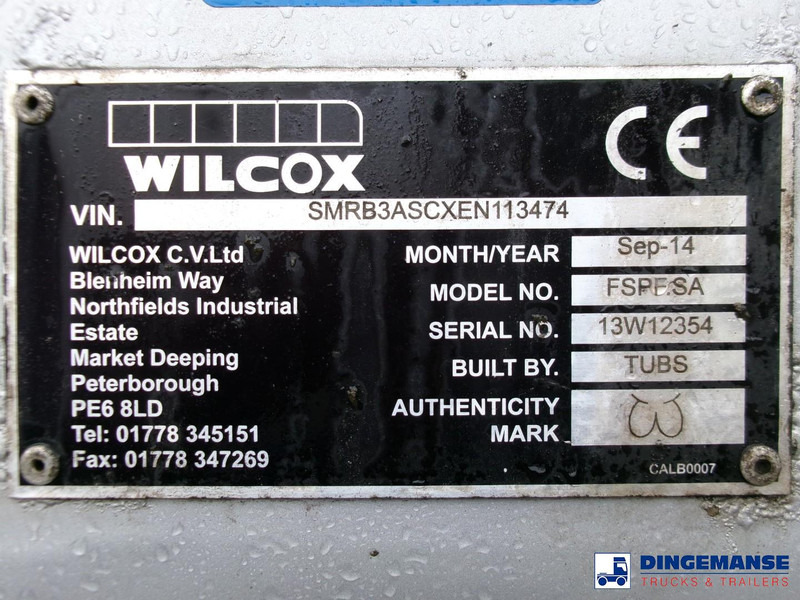 WILCOX
CE
VIN. SMRB3ASCXEN113474
WILCOX C.V.Ltd
Blenheim Way
Northfields Industrial
Estate
Market Deeping
Peterborough
PE6 8LD
Tel: 01778 345151
Fax: 01778 347269
MONTH/YEAR Sep-14
MODEL NO.
SERIAL NO. 13W12354
BUILT BY. TUBS
AUTHENTICITY
MARK
CALB0007
DINGEMANSE
TRUCKS & TRAILERS